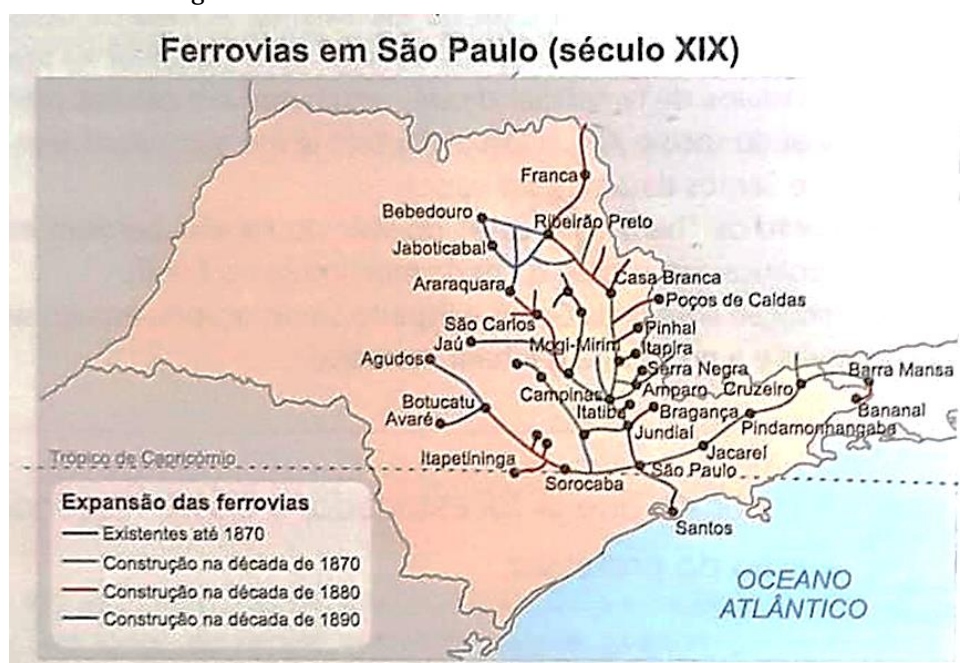 Ferrovias em São Paulo (século XIX)
Franca
Bebedouro
Ribeirão Preto
Jaboticabal
Casa Branca
Araraquara
Poços de Caldas
São Carlos
Pinhal
Jaú
Mogi-Mirim
Itapira
Agudos
Serra Negra
Barra Mansa
Campinas
Amparo
Cruzeiro
Botucatu
Itatiba
Bragança
Bananal
Avaré
Jundiaí
Pindamonhangaba
Jacareí
Trópico de Capricórnio
Itapetininga
São Paulo
Sorocaba
Expansão das ferrovias
Santos
Existentes até 1870
Construção na década de 1870
Construção na década de 1880
Construção na década de 1890
OCEANO
ATLÂNTICO